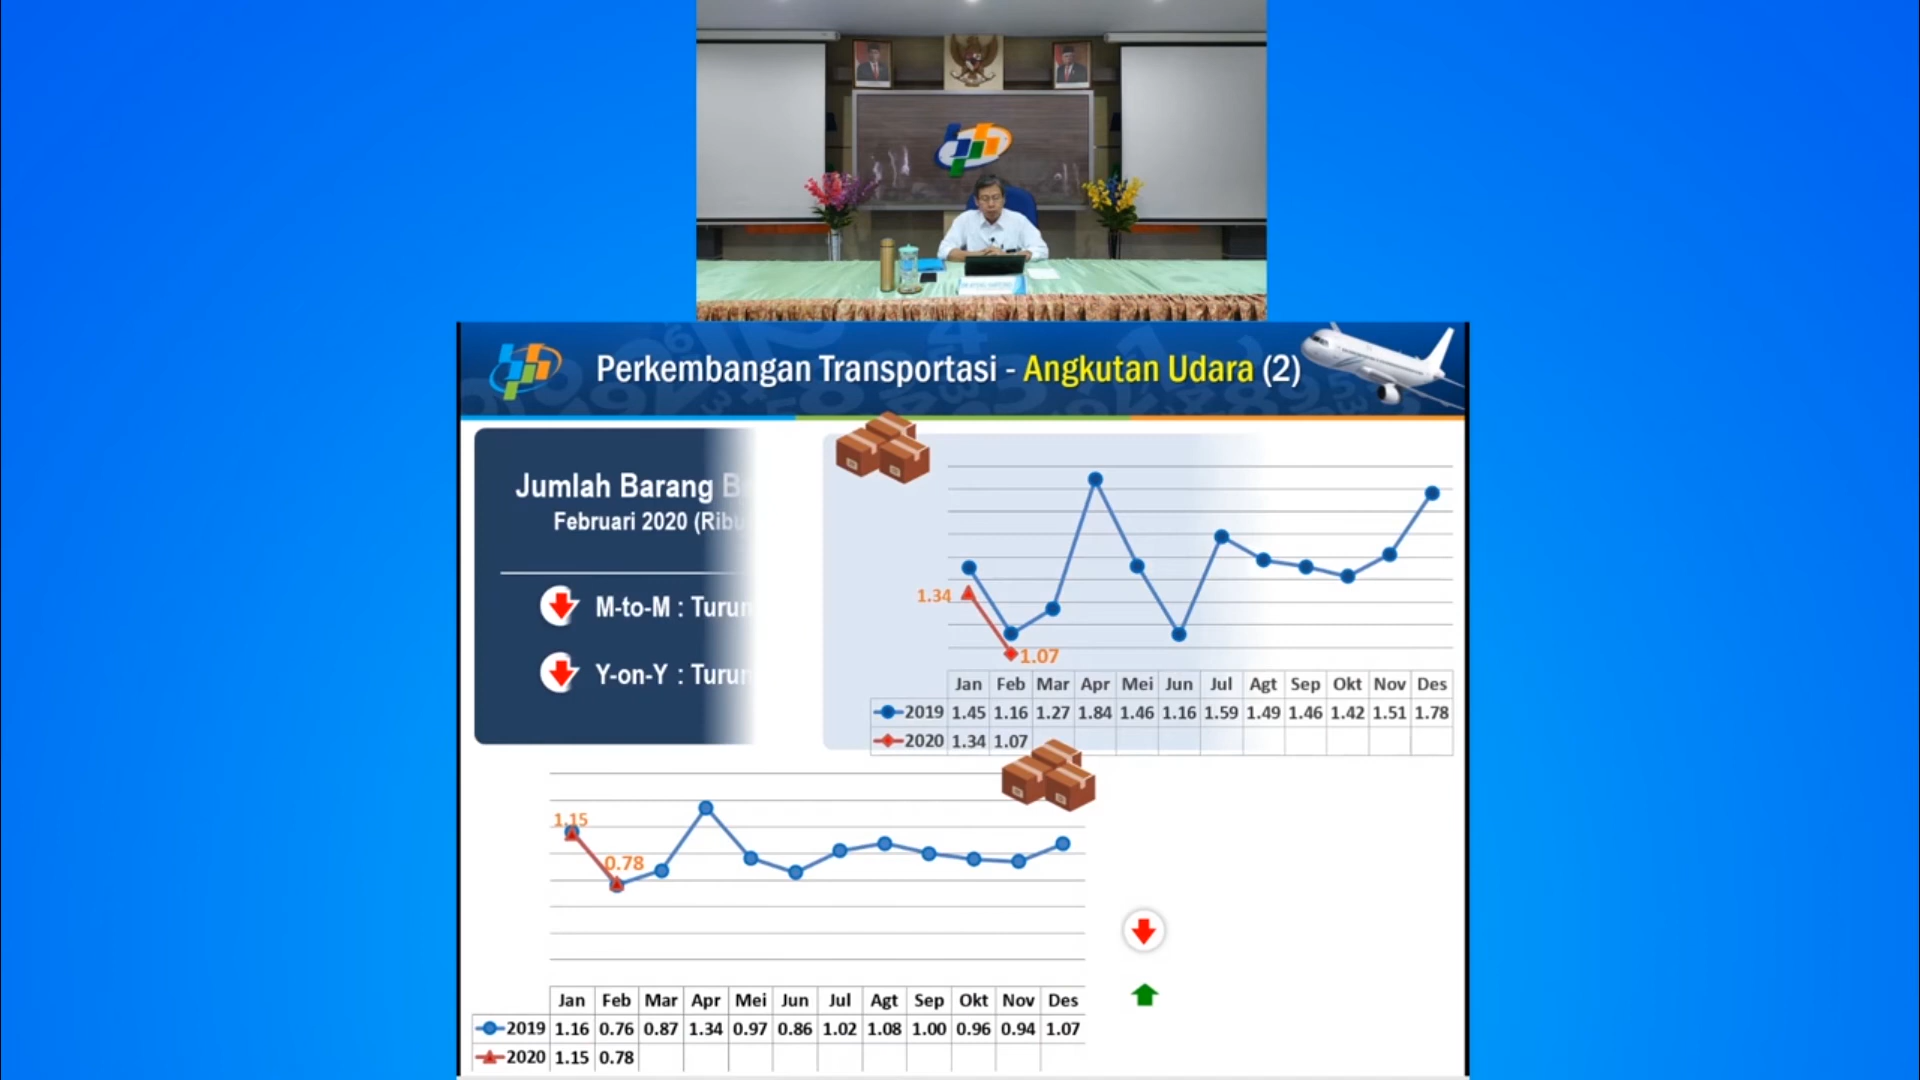 Perkembangan Transportasi - Angkutan Udara (2)
Jumlah Barang B
Februari 2020 (Ribu
M-to-M : Turun
Y-on-Y : Turun
1.34
1.07
Jan Feb Mar Apr Mei Jun Jul Agt Sep Okt Nov Des
2019 1.45 1.16 1.27 1.84 1.46 1.16 1.59 1.49 1.46 1.42 1.51 1.78
2020 1.34 1.07
1.15
0.78
Jan Feb Mar Apr Mei Jun Jul Agt Sep Okt Nov Des
2019 1.16 0.76 0.87 1.34 0.97 0.86 1.02 1.08 1.00 0.96 0.94 1.07
2020 1.15 0.78